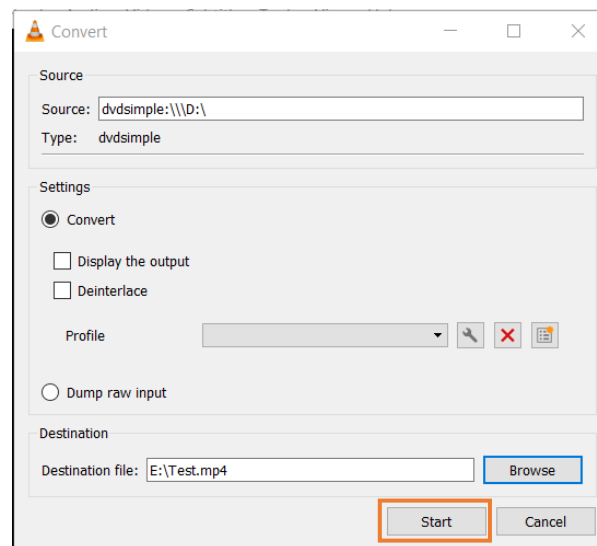 Convert
Source
Source: dvdsimple:\\\D:\
Type: dvdsimple
Settings
Convert
Display the output
Deinterlace
Profile
Dump raw input
Destination
Destination file: E:\Test.mp4 Browse
Start Cancel